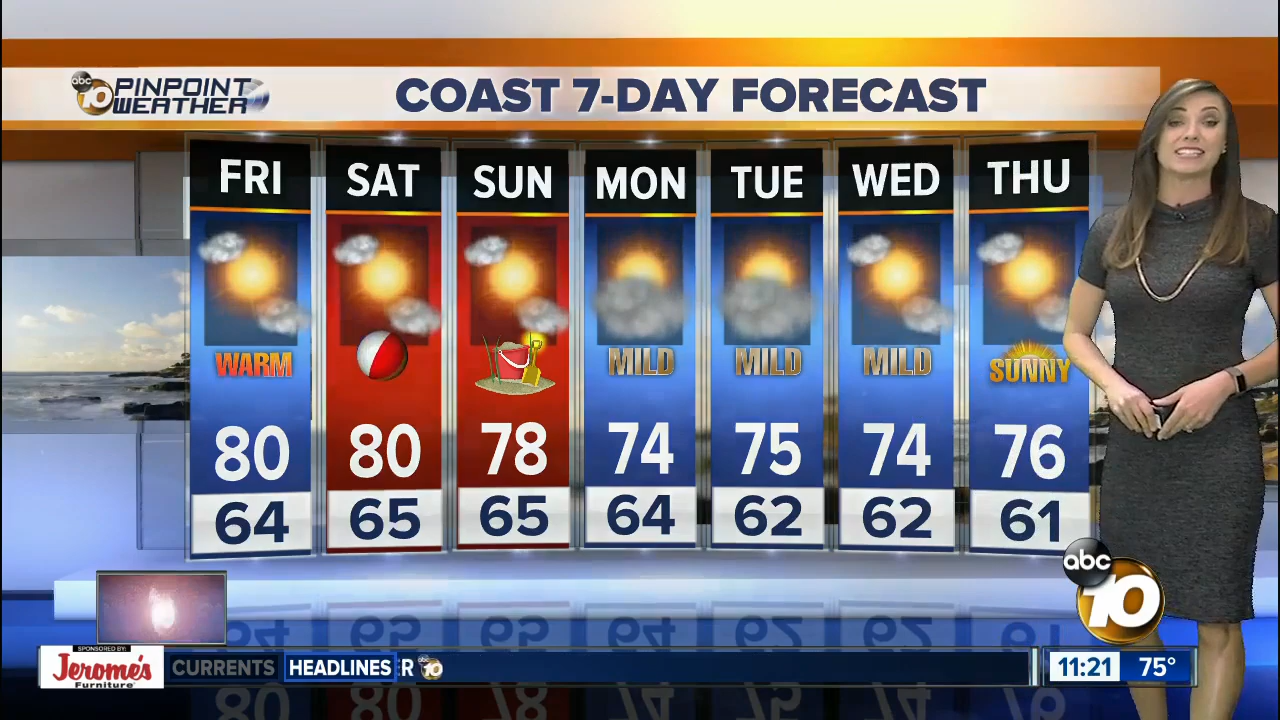 abc
10
PINPOINT
WEATHER
COAST 7-DAY FORECAST
FRI SAT SUN MON TUE WED THU
WARM MILD MILD MILD SUNNY
80 80 78 74 75 74 76
64 65 65 64 62 62 61
abc
10
SPONSORED BY:
Jerome's
Furniture
CURRENTS HEADLINES R abc 10
11:21 75°